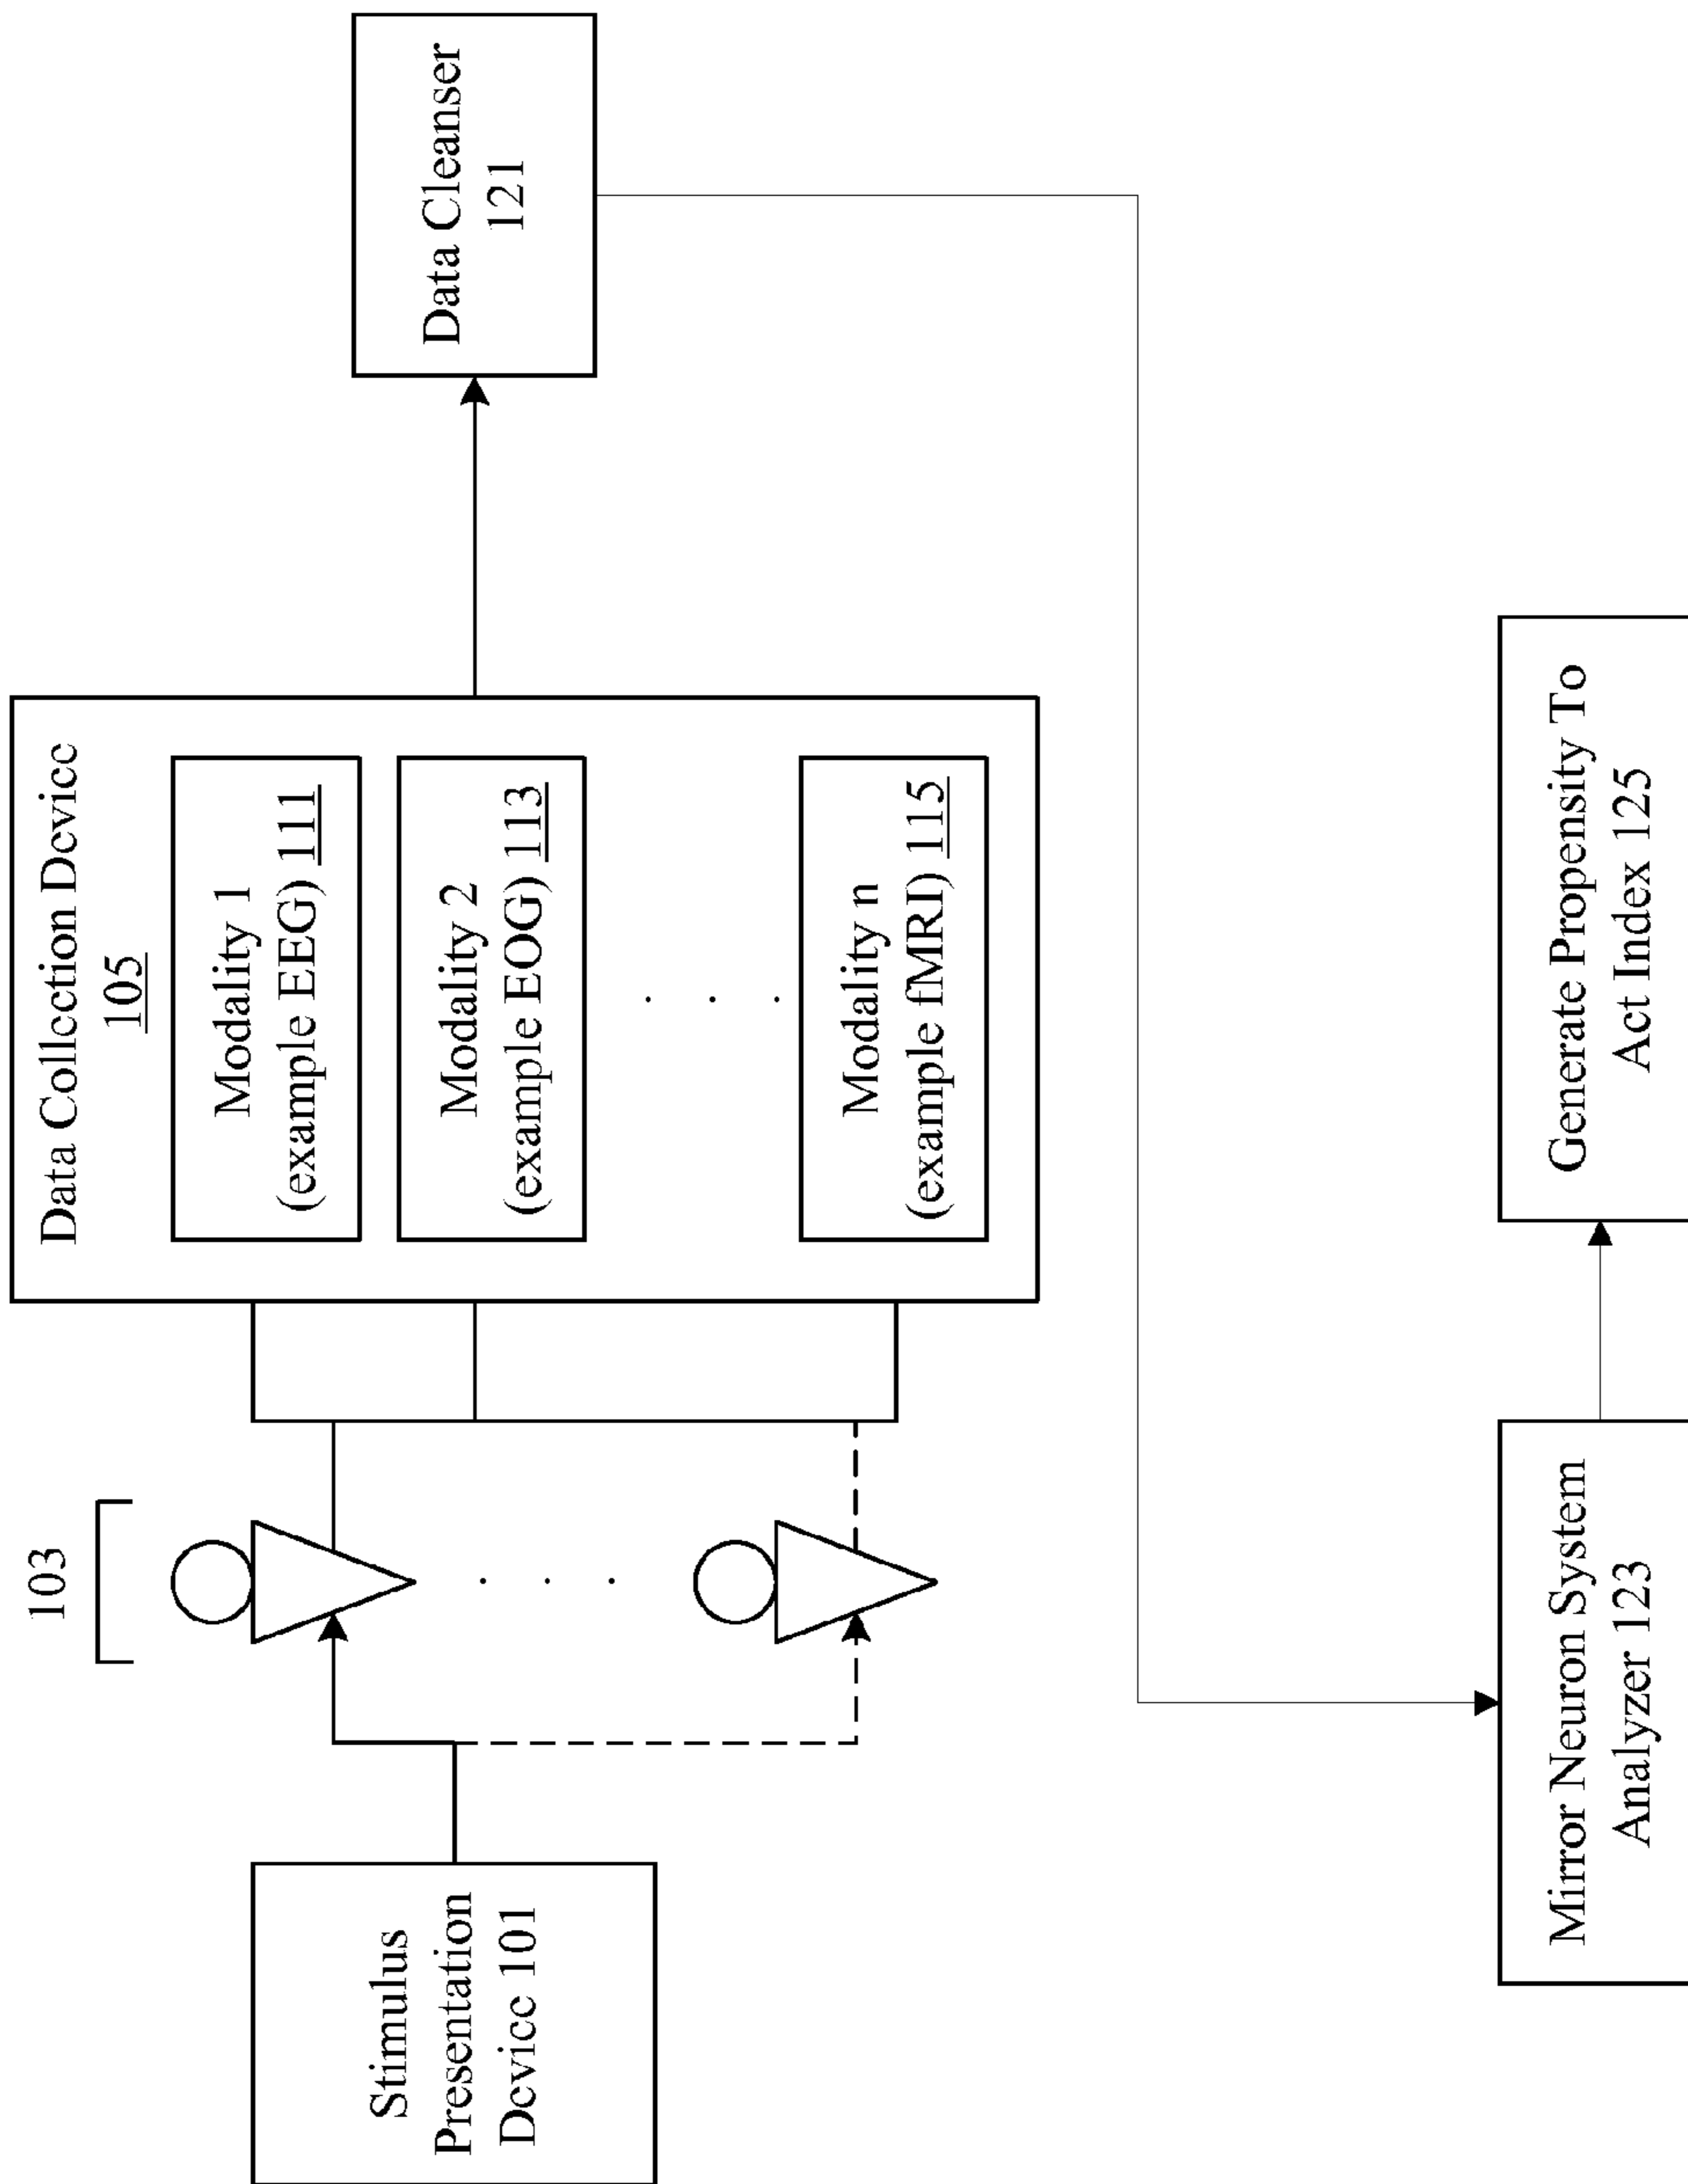 103
Stimulus
Presentation
Device 101
Data Collection Device
105
Modality 1
(example EEG) 111
Modality 2
(example EOG) 113
. . .
Modality n
(example fMRI) 115
Data Cleanser
121
Mirror Neuron System
Analyzer 123
Generate Propensity To
Act Index 125